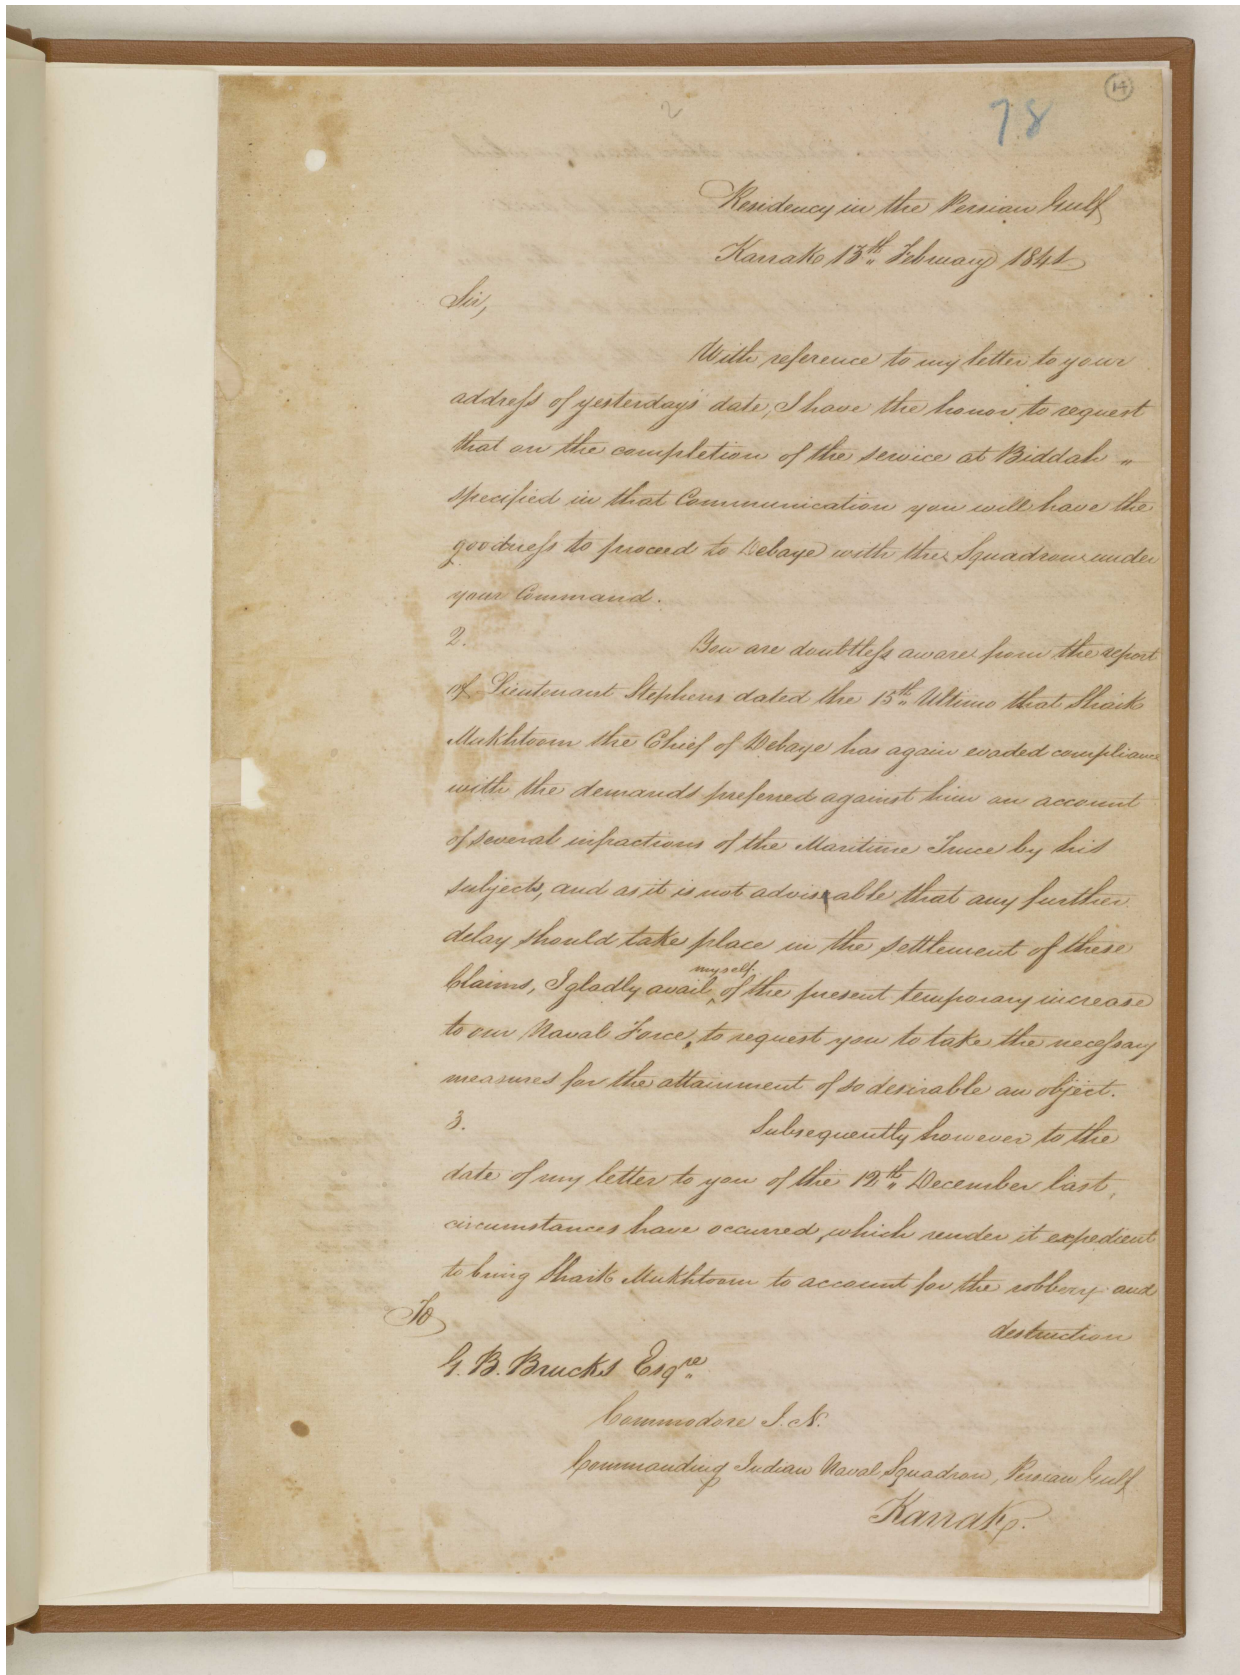 2
78
14
Residency in the Persian Gulf
Karrak 13th February 1841
Sir,
With reference to my letter to your
addreſs of yesterday's date, I have the honor to request
that on the completion of the service at Biddah "
specified in that Communication you will have the
goodneſs to proceed to Debaye with the Squadron under
your Command.
2. You are doubtleſs aware from the report
of Lieutenant Stephens dated the 15th Ultimo that Shaik
Mukhtoom the Chief of Debaye has again evaded compliance
with the demands preferred against him on account
of several infractions of the Maritime Truce by his
subjects, and as it is not advisable that any further
delay should take place in the settlement of these
Claims, I gladly avail myself of the present temporary increase
to our Naval Force, to request you to take the neceſsary
measures for the attainment of so desirable an object.
3. Subsequently however to the
date of my letter to you of the 12th December last,
circumstances have occurred, which render it expedient
to bring Shaik Mukhtoom to account for the robbery and
destruction
To
G. B. Brucks Esqre
Commodore I. N.
Commanding Indian Naval Squadron, Persian Gulf
Karrak.